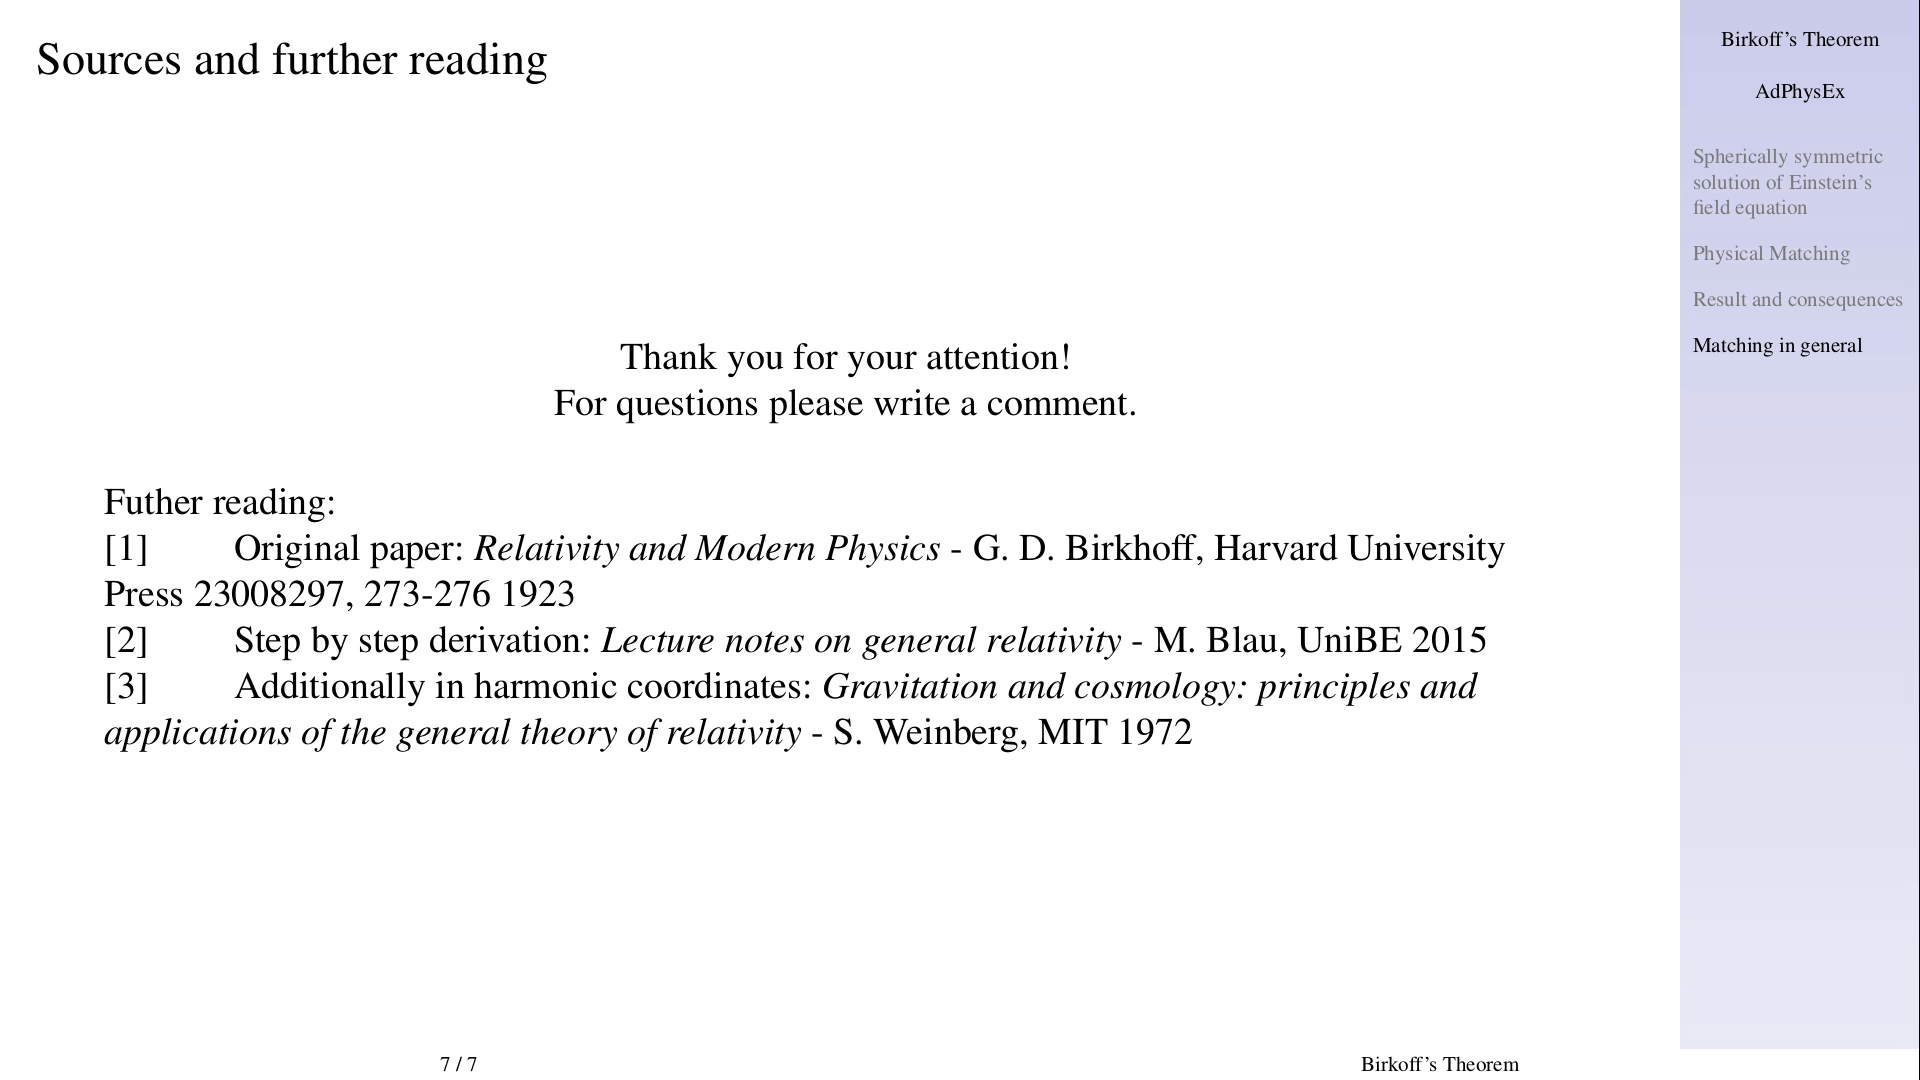 Sources and further reading
Thank you for your attention!
For questions please write a comment.
Futher reading:
[1] Original paper: Relativity and Modern Physics - G. D. Birkhoff, Harvard University
Press 23008297, 273-276 1923
[2] Step by step derivation: Lecture notes on general relativity - M. Blau, UniBE 2015
[3] Additionally in harmonic coordinates: Gravitation and cosmology: principles and
applications of the general theory of relativity - S. Weinberg, MIT 1972
Birkoff's Theorem
AdPhysEx
Spherically symmetric
solution of Einstein's
field equation
Physical Matching
Result and consequences
Matching in general
7 / 7
Birkoff's Theorem